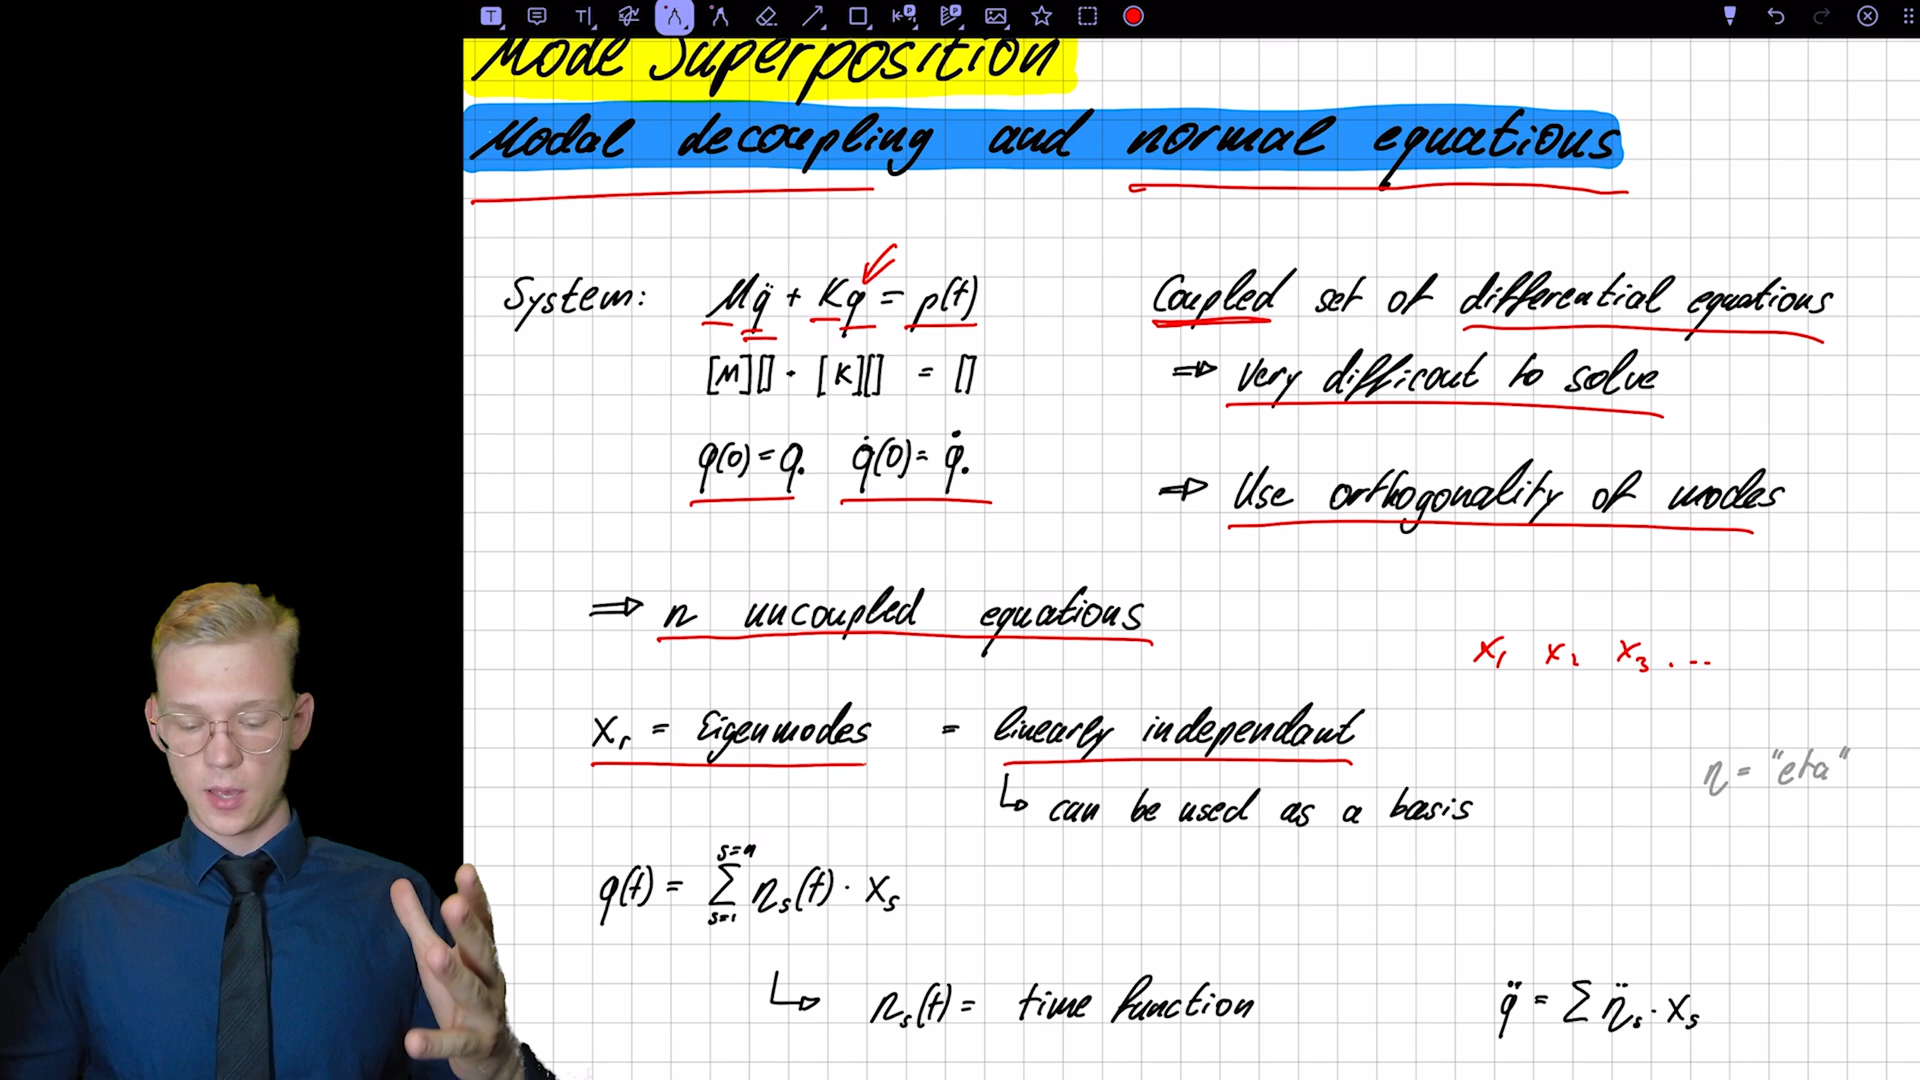 Mode Superposition
Modal decoupling and normal equations
System: Mq̈ + Kq = p(t)
Coupled set of differential equations
[M][] + [K][] = []
⇒ very difficult to solve
q(0) = q₀ q̇(0) = q̇₀
⇒ Use orthogonality of modes
⇒ n uncoupled equations
x₁ x₂ x₃ ...
xᵣ = Eigenmodes = linearly independant
↳ can be used as a basis
η = "eta"
q(t) = Σ_{s=1}^{s=n} ηₛ(t) · xₛ
↳ ηₛ(t) = time function
q̈ = Σ η̈ₛ · xₛ